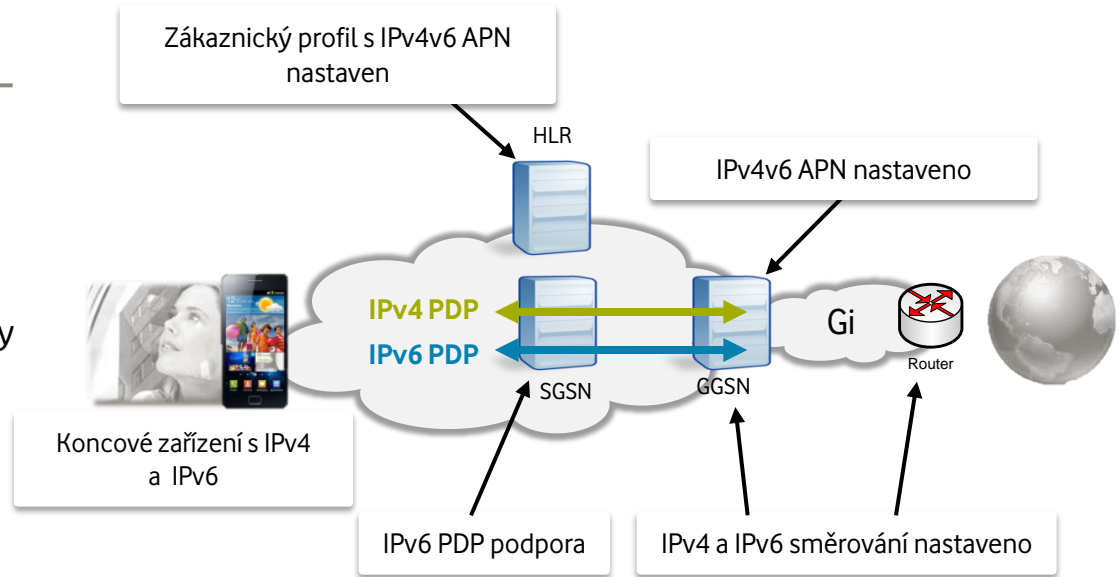 Zákaznický profil s IPv4v6 APN
nastaven
HLR
IPv4v6 APN nastaveno
IPv4 PDP
IPv6 PDP
Gi
Router
SGSN
GGSN
y
Koncové zařízení s IPv4
a IPv6
IPv6 PDP podpora
IPv4 a IPv6 směrování nastaveno